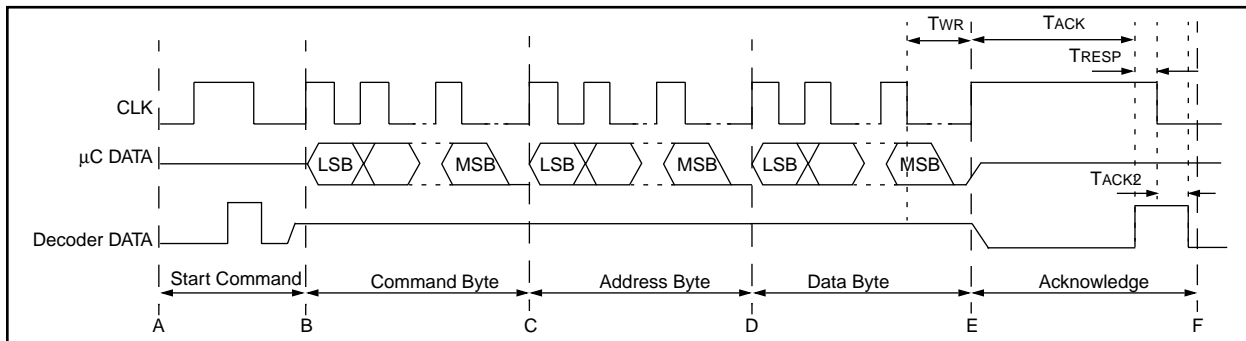 TWR
TACK
TRESP
CLK
μC DATA
LSB
MSB
LSB
MSB
LSB
MSB
TACK2
Decoder DATA
Start Command
Command Byte
Address Byte
Data Byte
Acknowledge
A
B
C
D
E
F